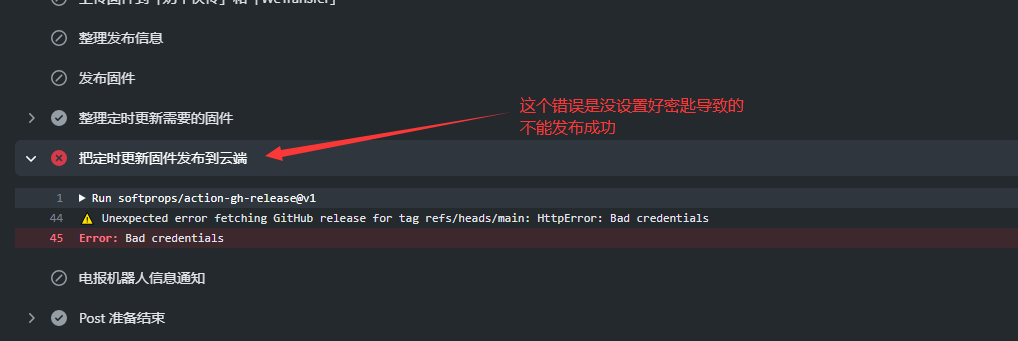 整理发布信息
发布固件
整理定时更新需要的固件
这个错误是没设置好密匙导致的
不能发布成功
把定时更新固件发布到云端
1 Run softprops/action-gh-release@v1
44 ⚠️ Unexpected error fetching GitHub release for tag refs/heads/main: HttpError: Bad credentials
45 Error: Bad credentials
电报机器人信息通知
Post 准备结束